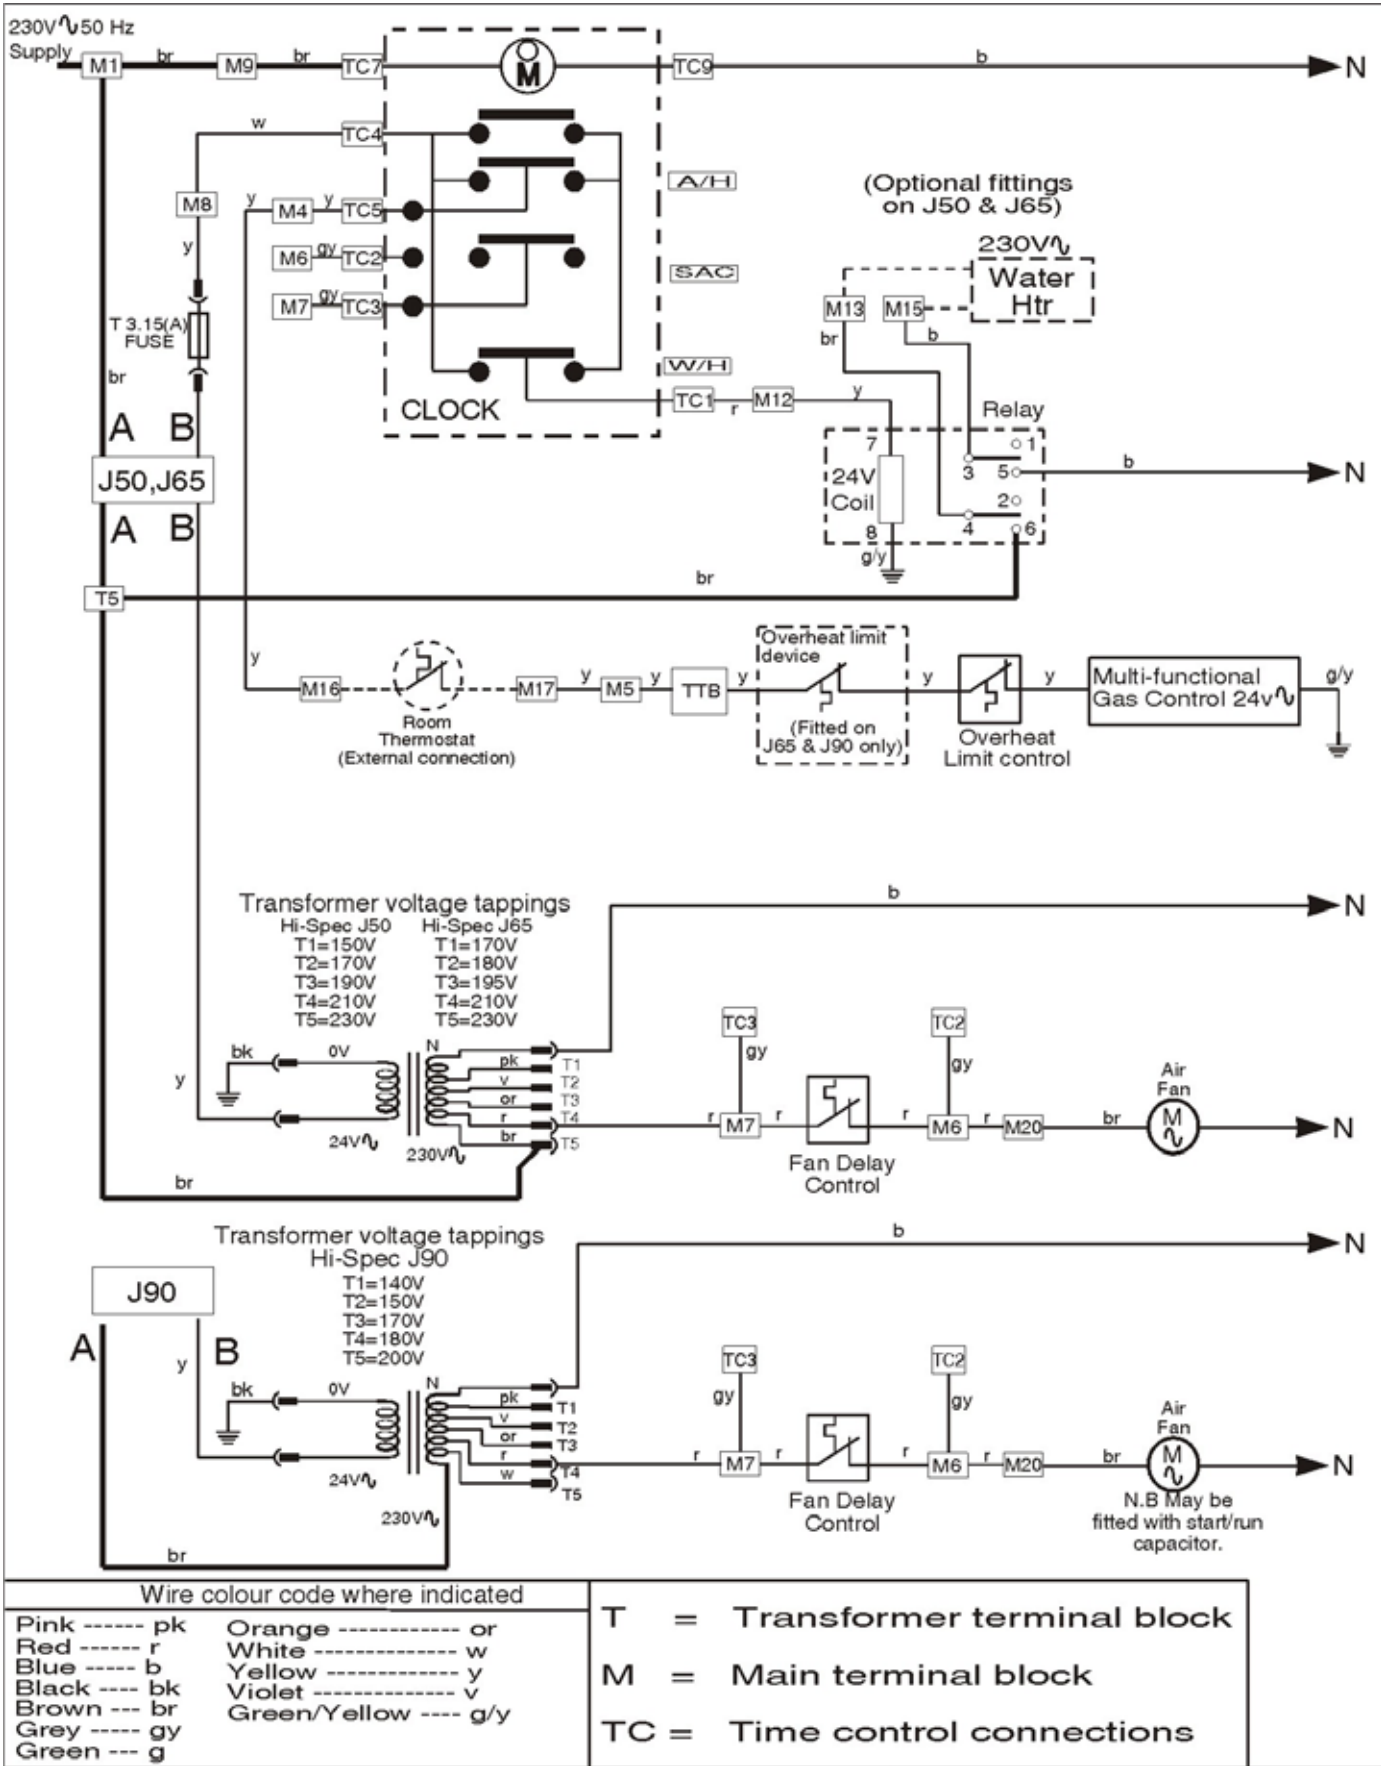 230V∿50 Hz
Supply
M1
br
M9
br
TC7
M
TC9
b
N
w
TC4
A/H
(Optional fittings
on J50 & J65)
M8
y
M4
y
TC5
y
M6
gy
TC2
SAC
230V∿
Water
Htr
M7
gy
TC3
M13
M15
T 3.15(A)
FUSE
br
b
br
W/H
CLOCK
TC1
r
M12
y
Relay
A
B
7
1
J50,J65
24V
Coil
3
5
b
N
2
A
B
8
4
6
g/y
T5
br
y
Overheat limit
device
M16
M17
y
M5
y
TTB
y
y
y
Multi-functional
Gas Control 24v∿
g/y
Room
Thermostat
(External connection)
(Fitted on
J65 & J90 only)
Overheat
Limit control
Transformer voltage tappings
b
N
Hi-Spec J50
Hi-Spec J65
T1=150V
T1=170V
T2=170V
T2=180V
T3=190V
T3=195V
T4=210V
T4=210V
T5=230V
T5=230V
TC3
TC2
bk
0V
N
gy
gy
y
pk
T1
v
T2
or
T3
r
T4
br
T5
24V∿
230V∿
r
M7
r
r
M6
r
M20
br
Air
Fan
M
N
Fan Delay
Control
br
Transformer voltage tappings
Hi-Spec J90
b
N
J90
T1=140V
T2=150V
T3=170V
T4=180V
T5=200V
A
B
y
TC3
TC2
bk
0V
N
gy
gy
pk
T1
v
T2
or
T3
r
T4
w
T5
24V∿
230V∿
r
M7
r
r
M6
r
M20
br
Air
Fan
M
N
Fan Delay
Control
N.B May be
fitted with start/run
capacitor.
br
Wire colour code where indicated
Pink ------ pk
Red ------ r
Blue ----- b
Black ---- bk
Brown --- br
Grey ----- gy
Green --- g
Orange ------------ or
White --------------- w
Yellow ------------- y
Violet --------------- v
Green/Yellow ---- g/y
T = Transformer terminal block
M = Main terminal block
TC = Time control connections